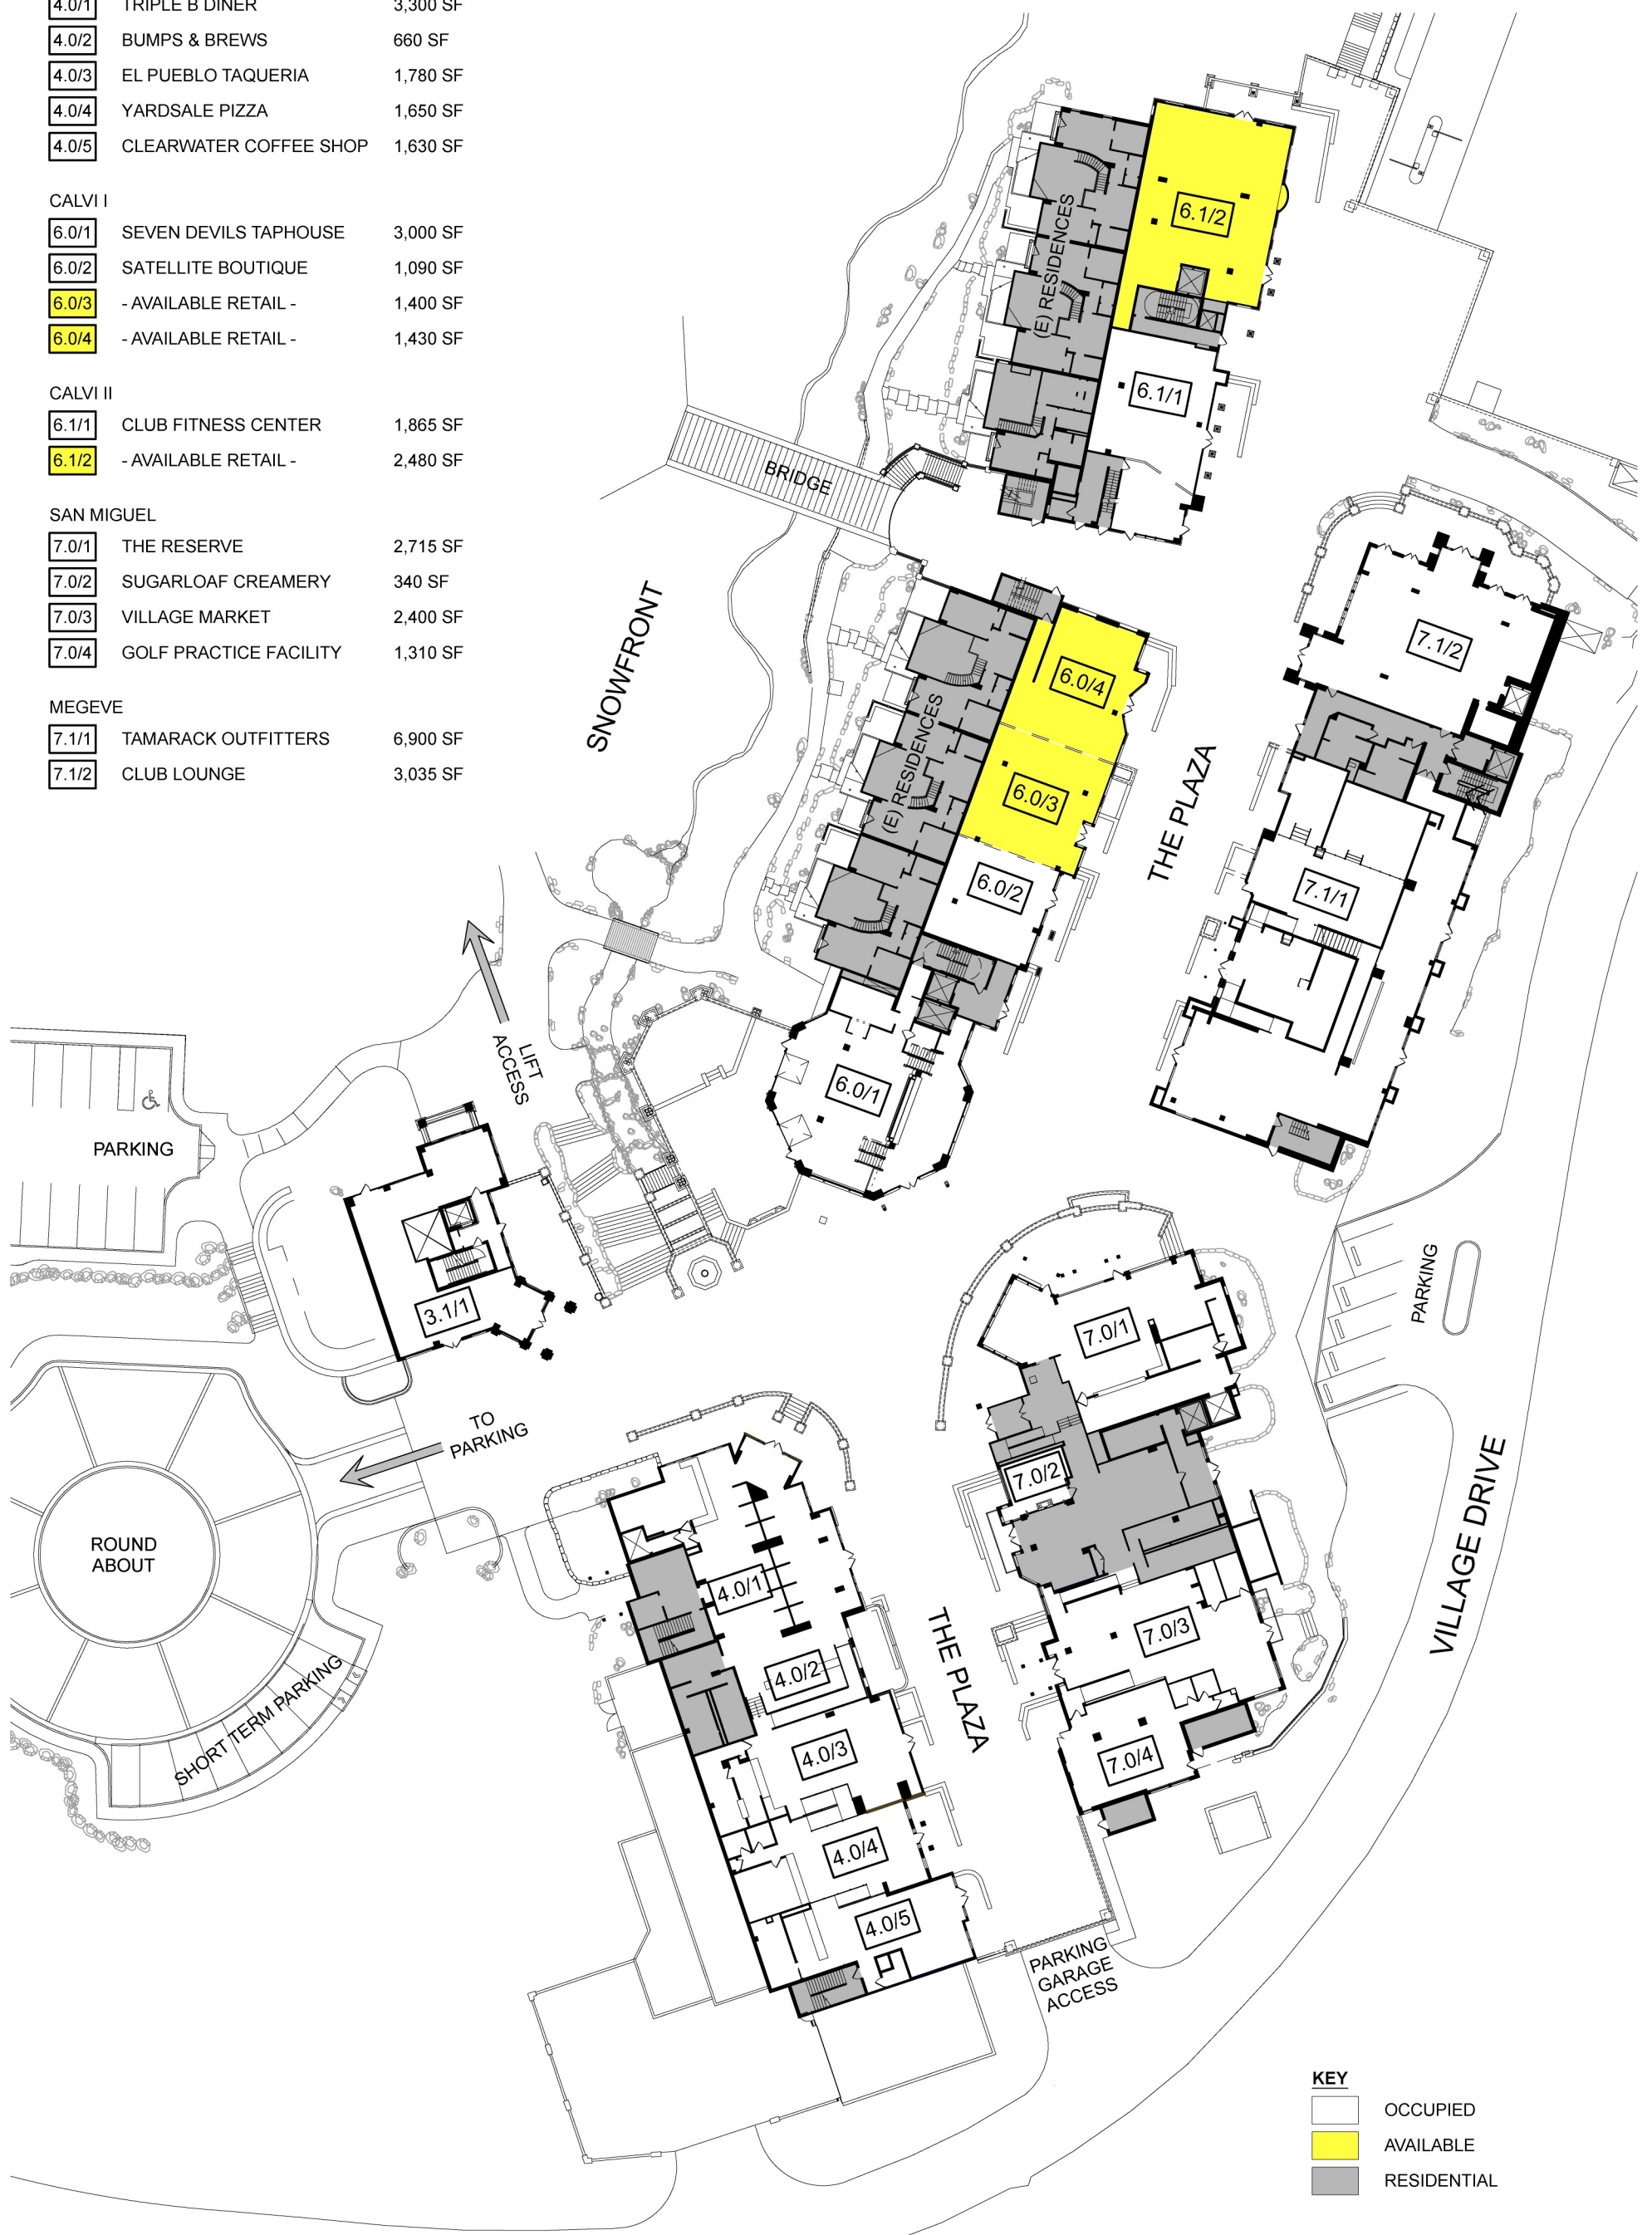 4.0/1 TRIPLE B DINER 3,300 SF
4.0/2 BUMPS & BREWS 660 SF
4.0/3 EL PUEBLO TAQUERIA 1,780 SF
4.0/4 YARDSALE PIZZA 1,650 SF
4.0/5 CLEARWATER COFFEE SHOP 1,630 SF
CALVI I
6.0/1 SEVEN DEVILS TAPHOUSE 3,000 SF
6.0/2 SATELLITE BOUTIQUE 1,090 SF
6.0/3 - AVAILABLE RETAIL - 1,400 SF
6.0/4 - AVAILABLE RETAIL - 1,430 SF
CALVI II
6.1/1 CLUB FITNESS CENTER 1,865 SF
6.1/2 - AVAILABLE RETAIL - 2,480 SF
SAN MIGUEL
7.0/1 THE RESERVE 2,715 SF
7.0/2 SUGARLOAF CREAMERY 340 SF
7.0/3 VILLAGE MARKET 2,400 SF
7.0/4 GOLF PRACTICE FACILITY 1,310 SF
MEGEVE
7.1/1 TAMARACK OUTFITTERS 6,900 SF
7.1/2 CLUB LOUNGE 3,035 SF
6.1/2
(E) RESIDENCES
6.1/1
BRIDGE
SNOWFRONT
7.1/2
6.0/4
(E) RESIDENCES
6.0/3
THE PLAZA
6.0/2
7.1/1
LIFT
ACCESS
6.0/1
PARKING
3.1/1
PARKING
7.0/1
TO
PARKING
7.0/2
ROUND
ABOUT
VILLAGE DRIVE
4.0/1
7.0/3
4.0/2
THE PLAZA
SHORT TERM PARKING
4.0/3
7.0/4
4.0/4
4.0/5
PARKING
GARAGE
ACCESS
KEY
OCCUPIED
AVAILABLE
RESIDENTIAL